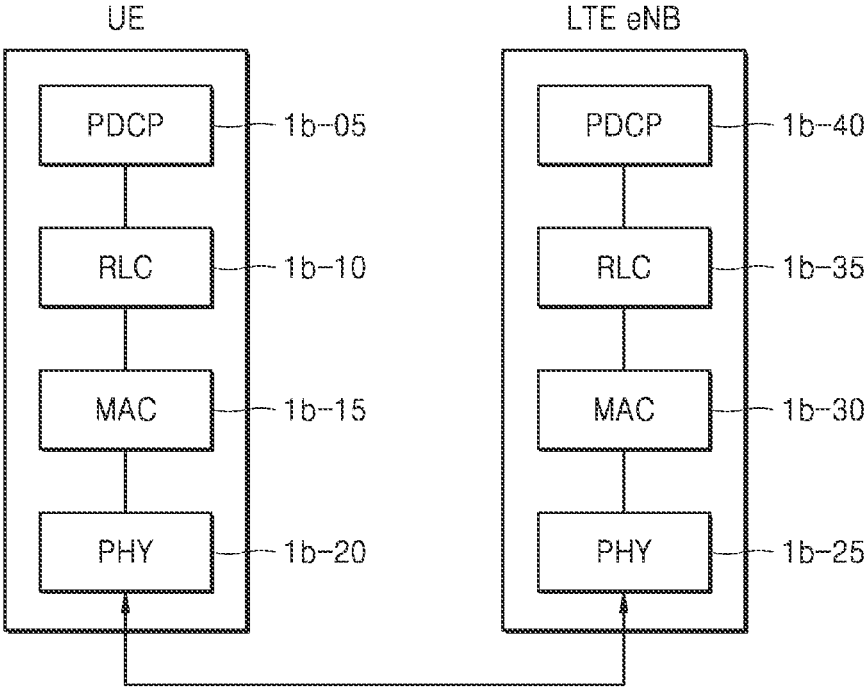 UE
LTE eNB
PDCP 1b-05
PDCP 1b-40
RLC 1b-10
RLC 1b-35
MAC 1b-15
MAC 1b-30
PHY 1b-20
PHY 1b-25